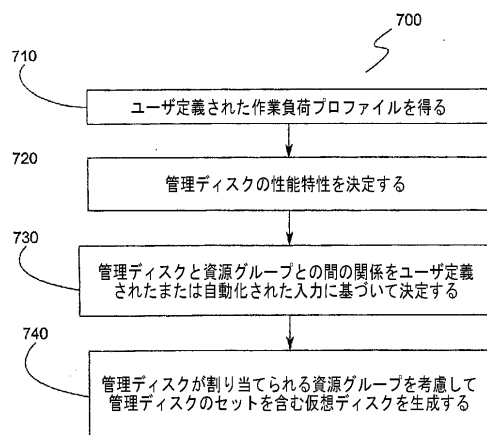 700
710
ユーザ定義された作業負荷プロファイルを得る
720
管理ディスクの性能特性を決定する
730
管理ディスクと資源グループとの間の関係をユーザ定義
されたまたは自動化された入力に基づいて決定する
740
管理ディスクが割り当てられる資源グループを考慮して
管理ディスクのセットを含む仮想ディスクを生成する